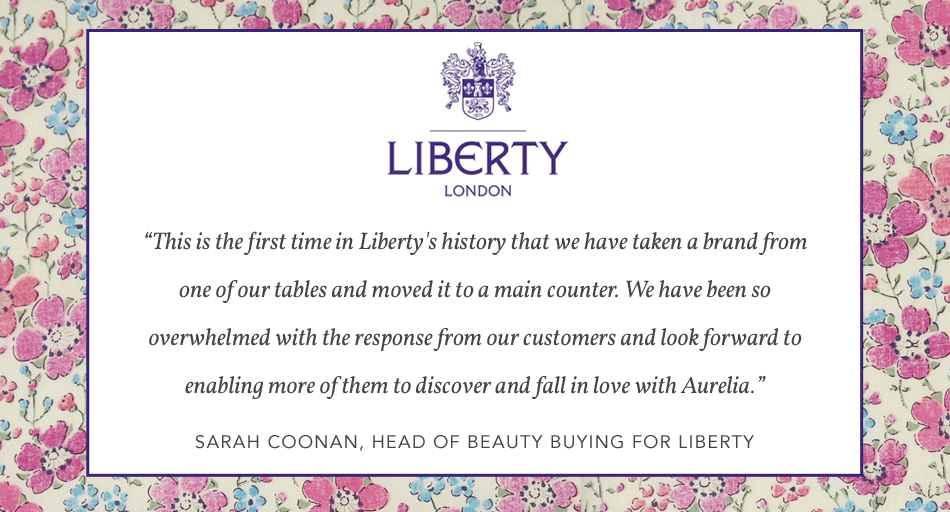 LIBERTY
LONDON
“This is the first time in Liberty's history that we have taken a brand from
one of our tables and moved it to a main counter. We have been so
overwhelmed with the response from our customers and look forward to
enabling more of them to discover and fall in love with Aurelia.”
SARAH COONAN, HEAD OF BEAUTY BUYING FOR LIBERTY